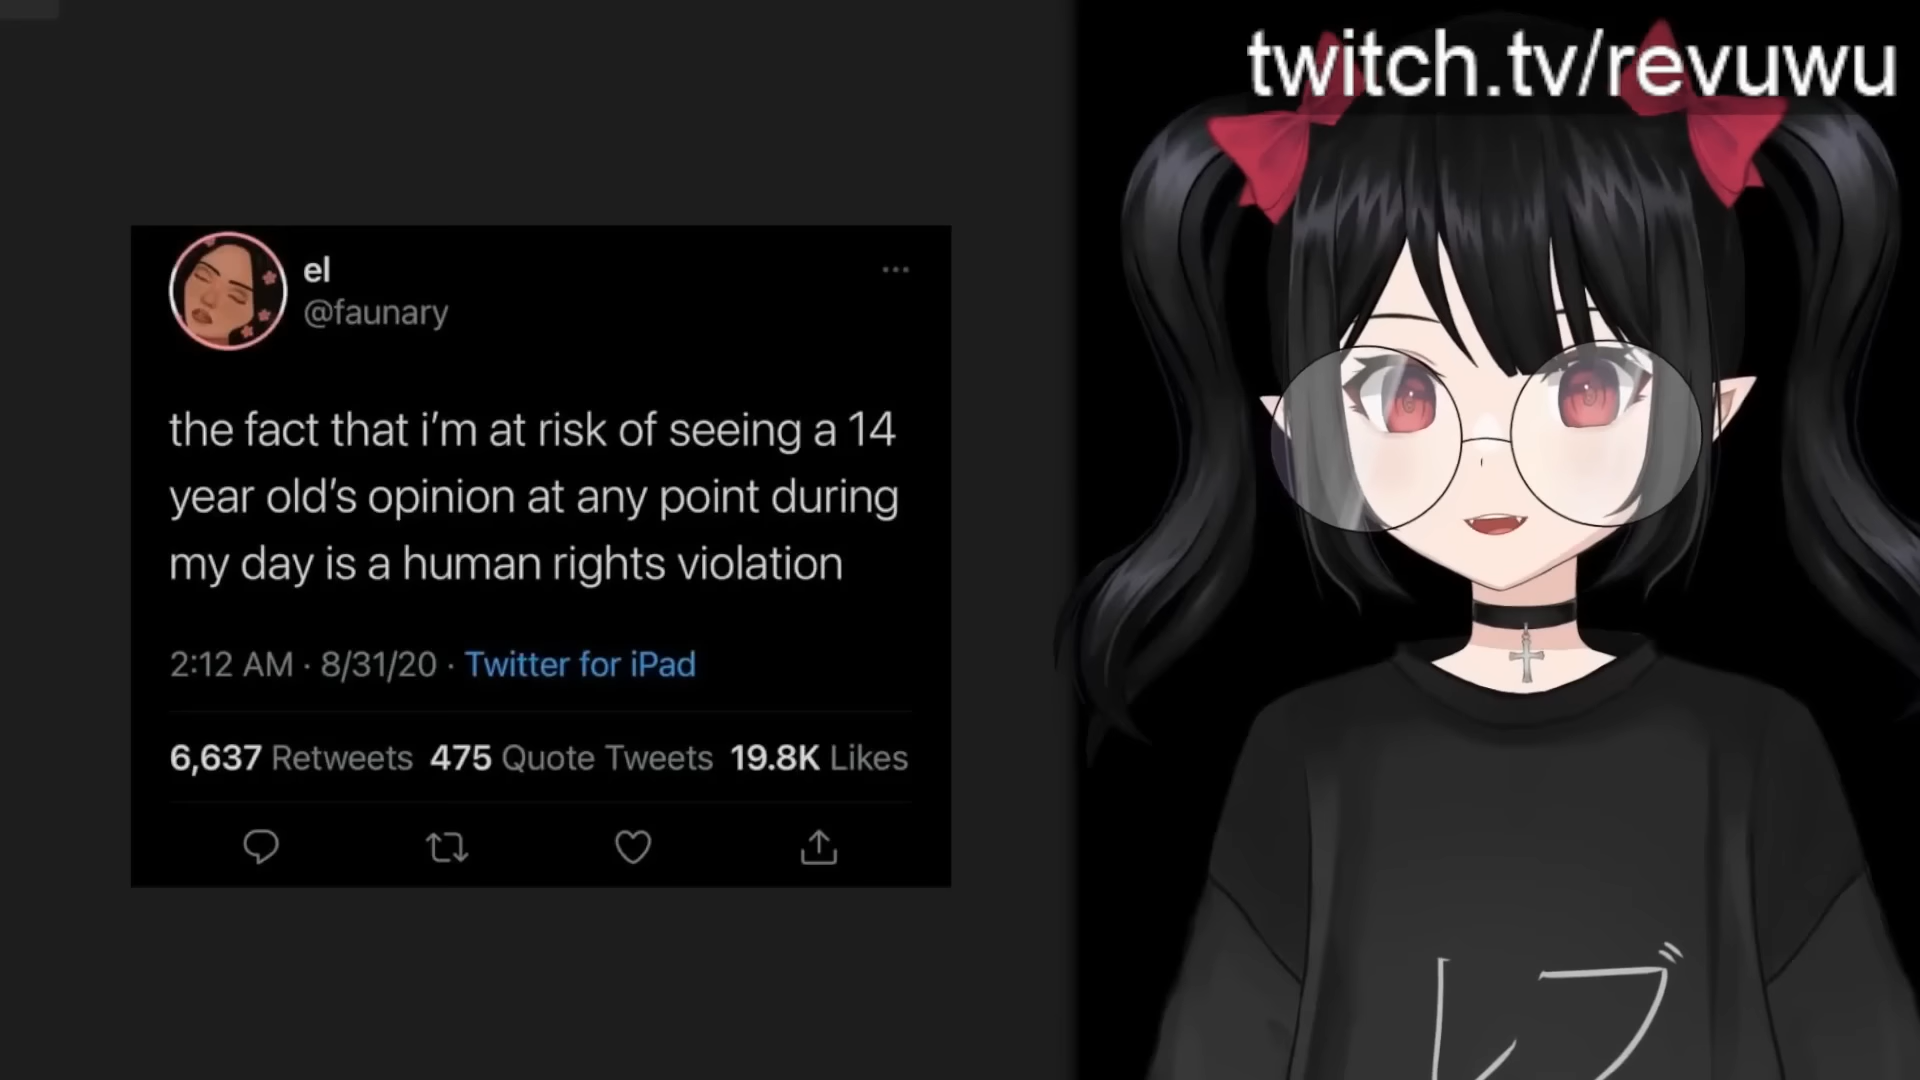 twitch.tv/revuwu
el
@faunary
the fact that i’m at risk of seeing a 14
year old’s opinion at any point during
my day is a human rights violation
2:12 AM · 8/31/20 · Twitter for iPad
6,637 Retweets 475 Quote Tweets 19.8K Likes
レブ